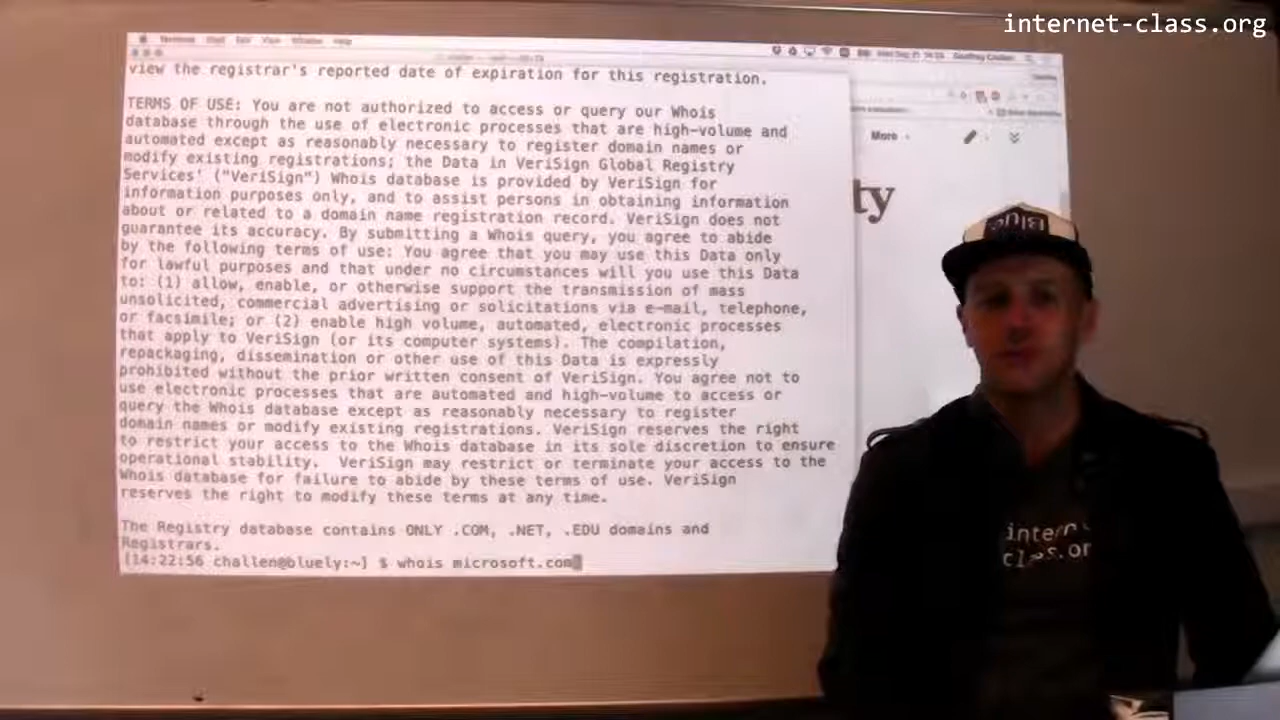 internet-class.org
Terminal Shell Edit View Window Help
view the registrar's reported date of expiration for this registration.
TERMS OF USE: You are not authorized to access or query our Whois
database through the use of electronic processes that are high-volume and
automated except as reasonably necessary to register domain names or
modify existing registrations; the Data in VeriSign Global Registry
Services' ("VeriSign") Whois database is provided by VeriSign for
information purposes only, and to assist persons in obtaining information
about or related to a domain name registration record. VeriSign does not
guarantee its accuracy. By submitting a Whois query, you agree to abide
by the following terms of use: You agree that you may use this Data only
for lawful purposes and that under no circumstances will you use this Data
to: (1) allow, enable, or otherwise support the transmission of mass
unsolicited, commercial advertising or solicitations via e-mail, telephone,
or facsimile; or (2) enable high volume, automated, electronic processes
that apply to VeriSign (or its computer systems). The compilation,
repackaging, dissemination or other use of this Data is expressly
prohibited without the prior written consent of VeriSign. You agree not to
use electronic processes that are automated and high-volume to access or
query the Whois database except as reasonably necessary to register
domain names or modify existing registrations. VeriSign reserves the right
to restrict your access to the Whois database in its sole discretion to ensure
operational stability. VeriSign may restrict or terminate your access to the
Whois database for failure to abide by these terms of use. VeriSign
reserves the right to modify these terms at any time.
The Registry database contains ONLY .COM, .NET, .EDU domains and
Registrars.
[14:22:56 challen@bluely:~] $ whois microsoft.com
More
ty
Blue
intern
class.or